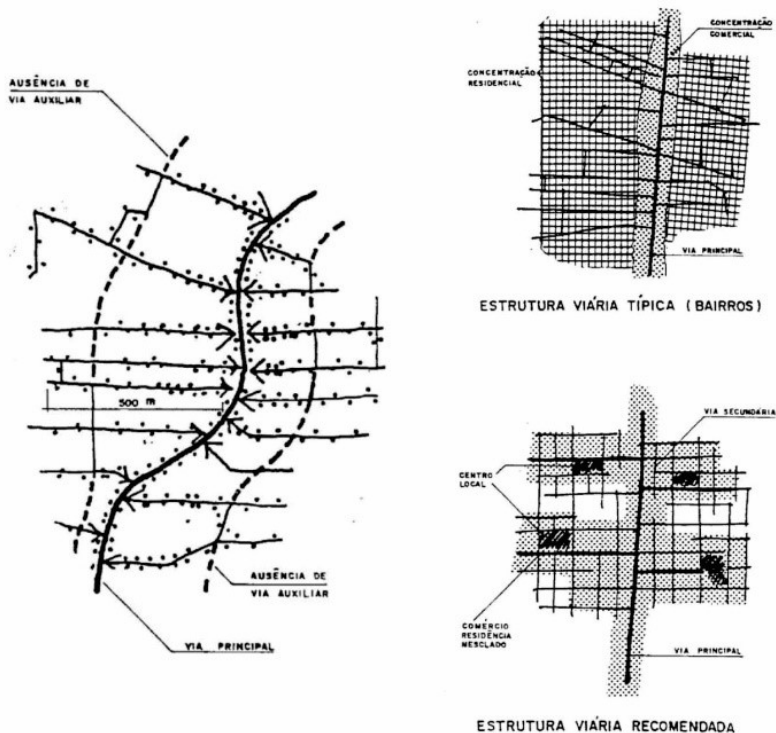 AUSÊNCIA DE
VIA AUXILIAR
500 m
AUSÊNCIA DE
VIA AUXILIAR
VIA PRINCIPAL
CONCENTRAÇÃO
COMERCIAL
CONCENTRAÇÃO
RESIDENCIAL
VIA PRINCIPAL
ESTRUTURA VIÁRIA TÍPICA (BAIRROS)
VIA SECUNDÁRIA
CENTRO
LOCAL
COMÉRCIO
RESIDÊNCIA
MESCLADO
VIA PRINCIPAL
ESTRUTURA VIÁRIA RECOMENDADA